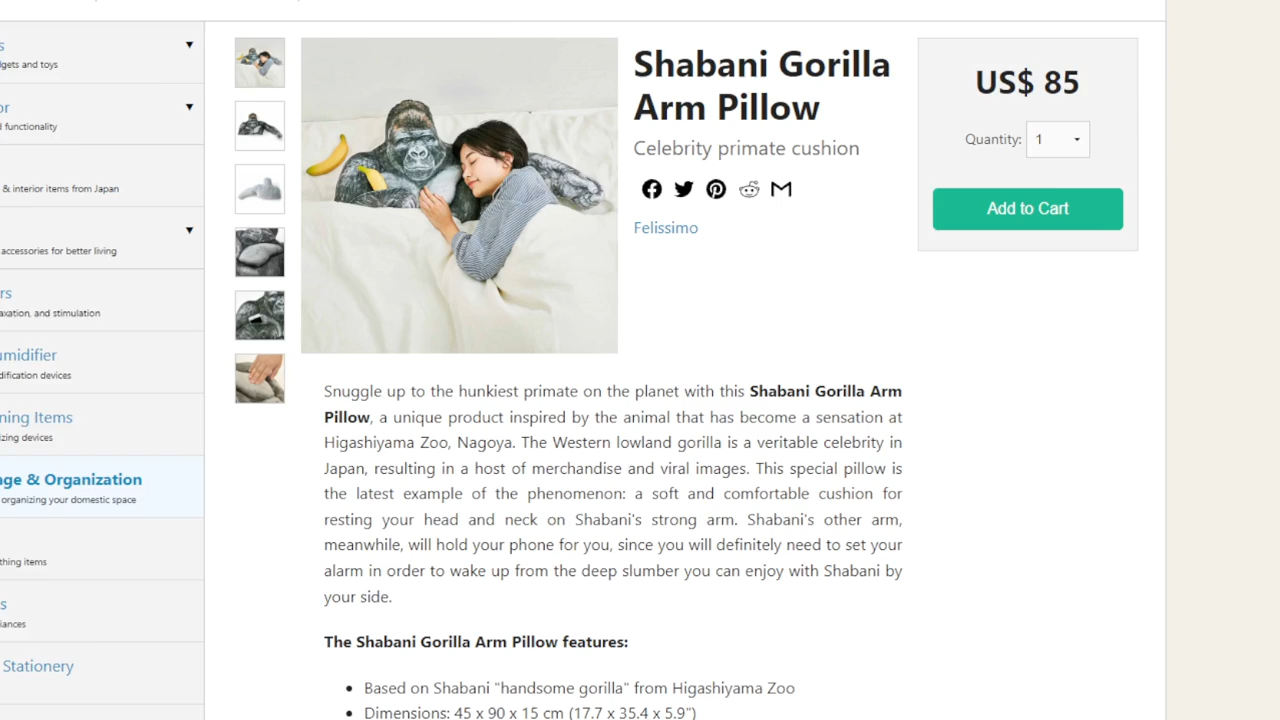 s ▼
dgets and toys
or ▼
d functionality
& interior items from Japan
▼
accessories for better living
rs
axation, and stimulation
umidifier
dification devices
ning Items
izing devices
age & Organization
organizing your domestic space
thing items
s
iances
Stationery
Shabani Gorilla
Arm Pillow
Celebrity primate cushion
Felissimo
US$ 85
Quantity: 1
Add to Cart
Snuggle up to the hunkiest primate on the planet with this Shabani Gorilla Arm
Pillow, a unique product inspired by the animal that has become a sensation at
Higashiyama Zoo, Nagoya. The Western lowland gorilla is a veritable celebrity in
Japan, resulting in a host of merchandise and viral images. This special pillow is
the latest example of the phenomenon: a soft and comfortable cushion for
resting your head and neck on Shabani's strong arm. Shabani's other arm,
meanwhile, will hold your phone for you, since you will definitely need to set your
alarm in order to wake up from the deep slumber you can enjoy with Shabani by
your side.
The Shabani Gorilla Arm Pillow features:
• Based on Shabani "handsome gorilla" from Higashiyama Zoo
• Dimensions: 45 x 90 x 15 cm (17.7 x 35.4 x 5.9")